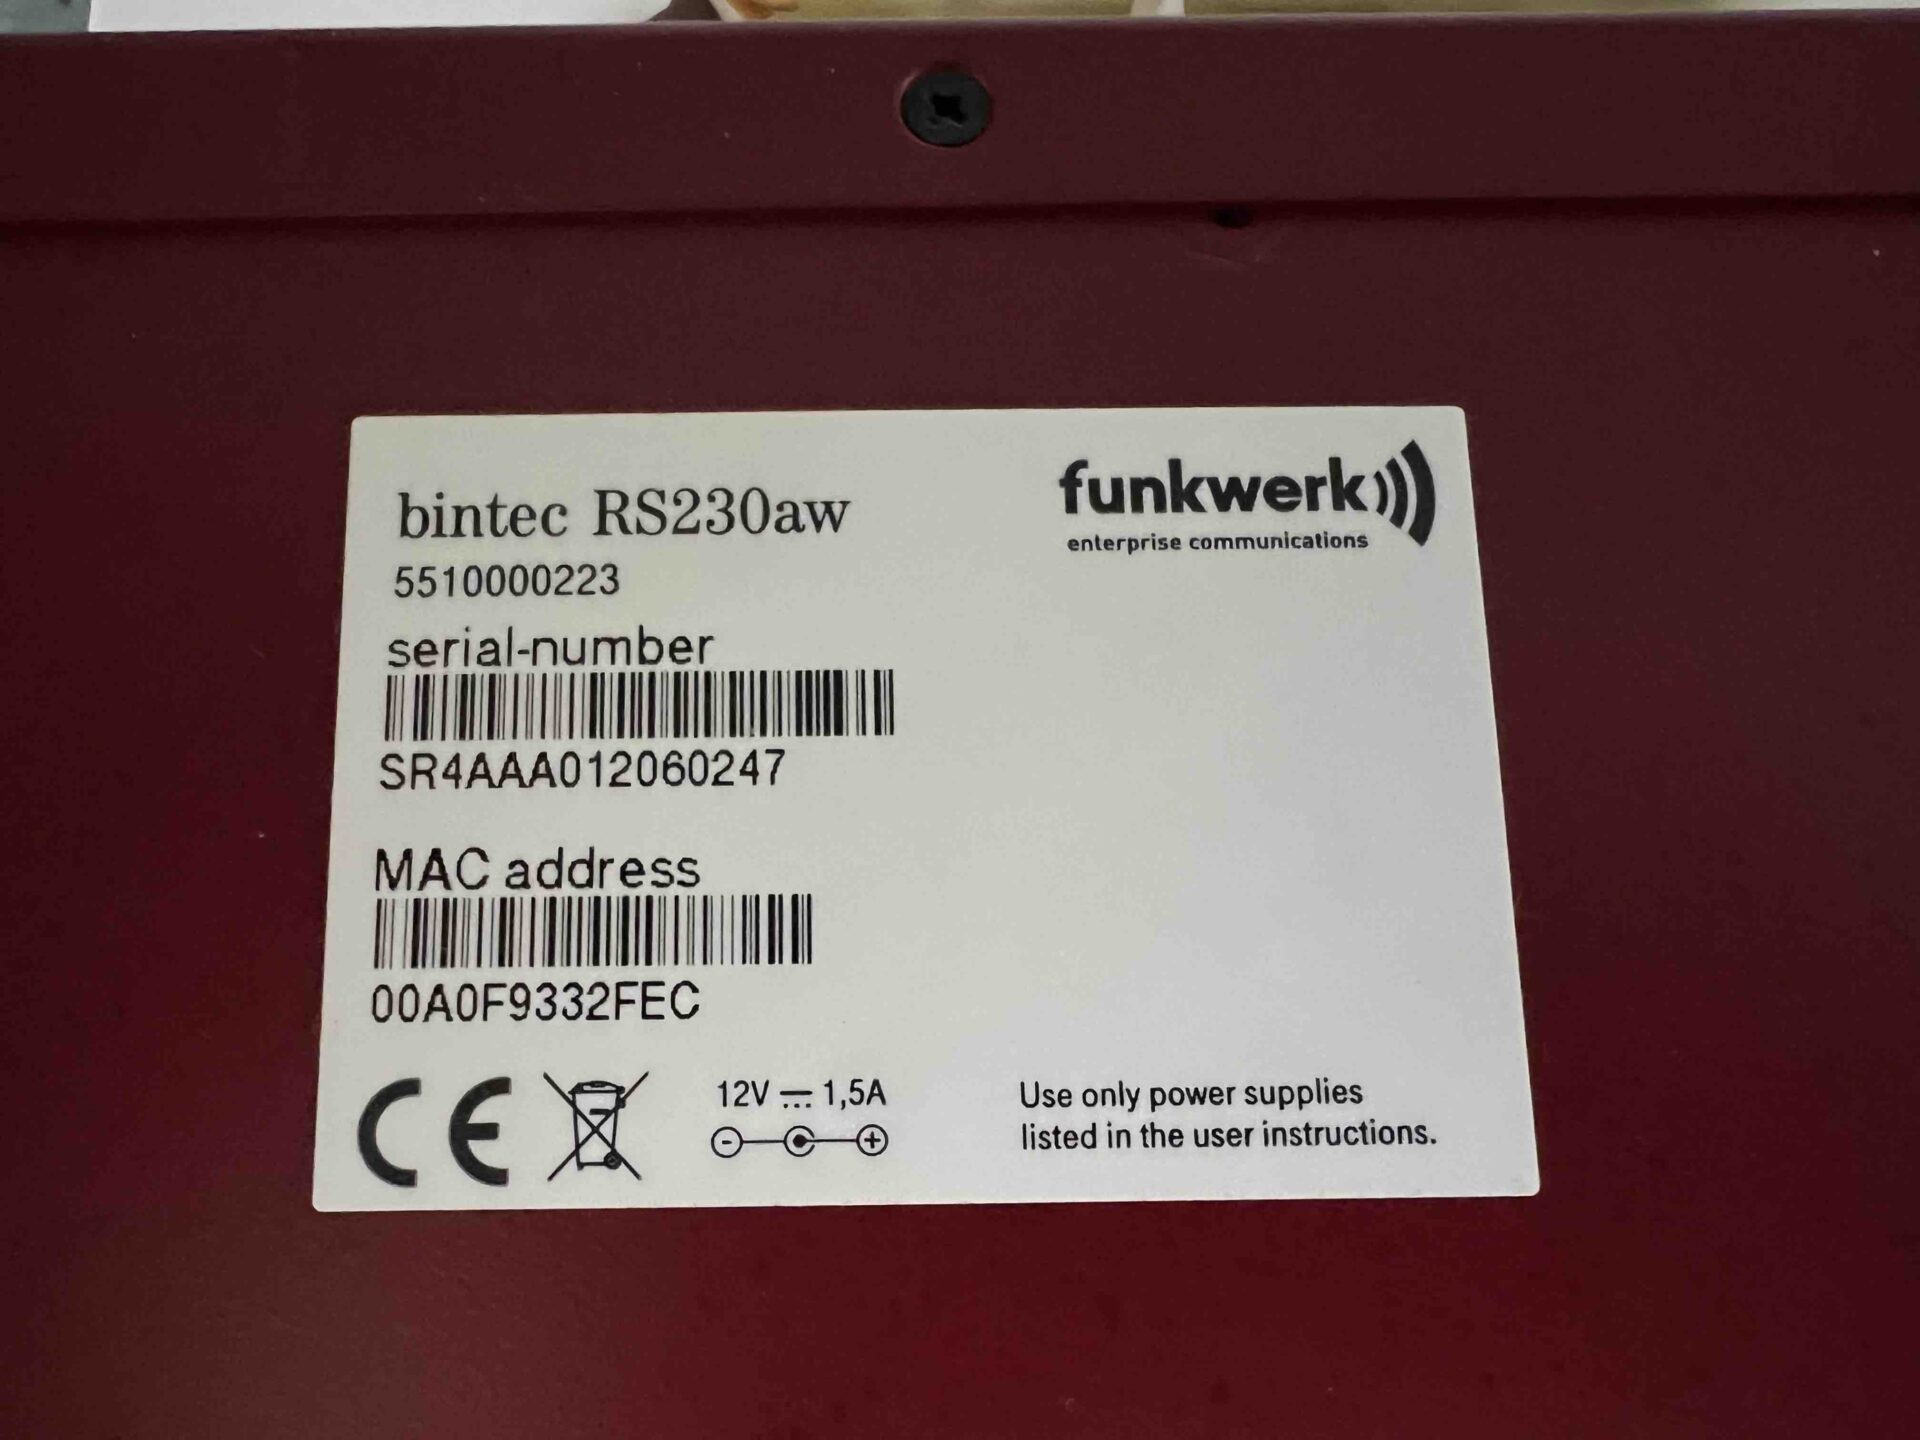 bintec RS230aw
5510000223
funkwerk
enterprise communications
serial-number
SR4AAA012060247
MAC address
00A0F9332FEC
CE
12V ⎓ 1,5A
Use only power supplies
listed in the user instructions.